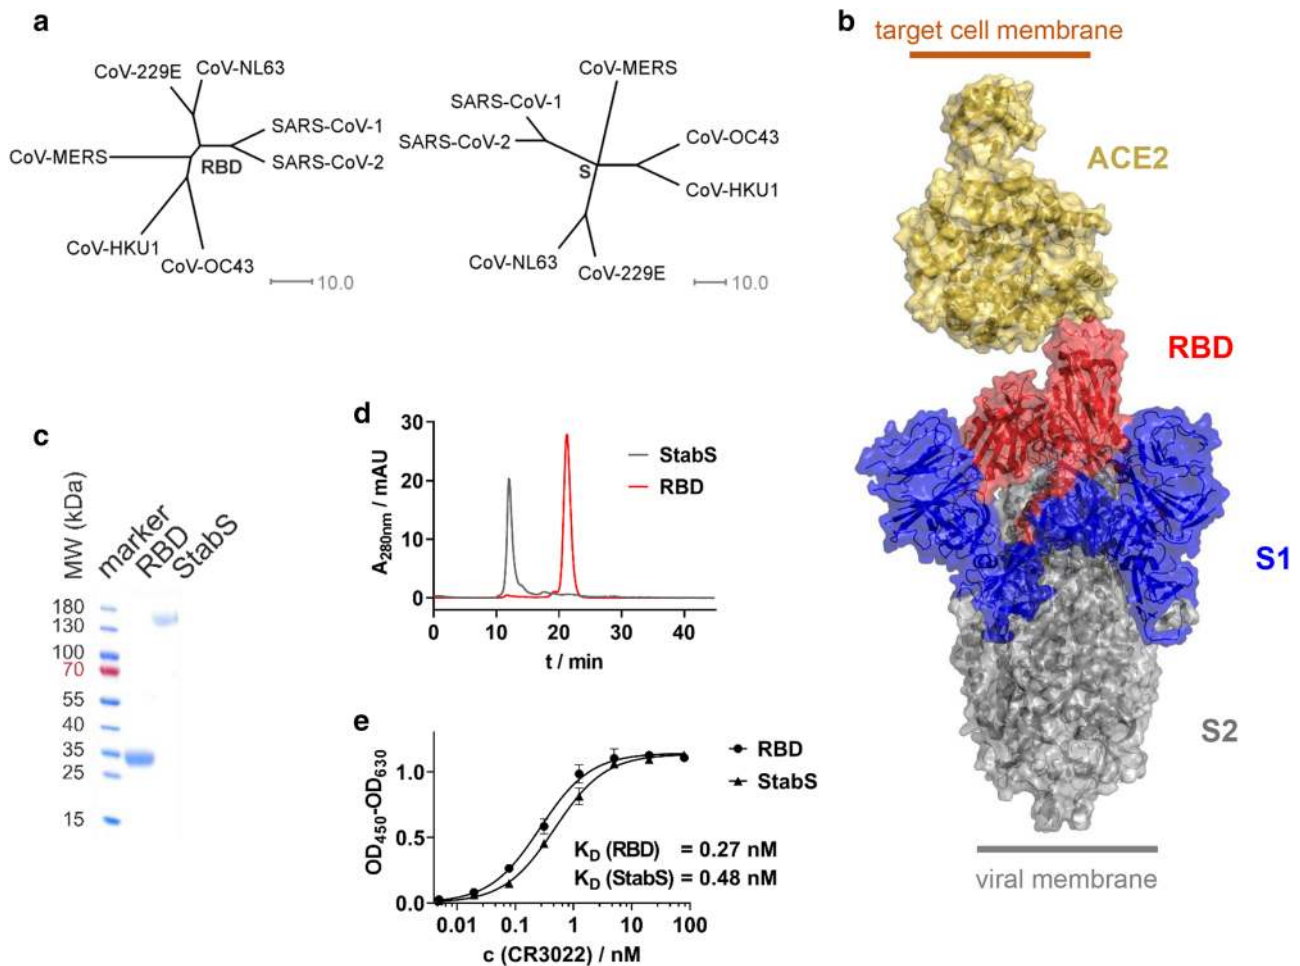 a
CoV-229E
CoV-NL63
SARS-CoV-1
CoV-MERS
RBD
SARS-CoV-2
CoV-HKU1
CoV-OC43
10.0
CoV-MERS
SARS-CoV-1
SARS-CoV-2
CoV-OC43
S
CoV-HKU1
CoV-NL63
CoV-229E
10.0
b
target cell membrane
ACE2
RBD
S1
S2
viral membrane
c
MW (kDa)
marker
RBD
StabS
180
130
100
70
55
40
35
25
15
d
30
20
10
0
A280nm / mAU
StabS
RBD
0 10 20 30 40
t / min
e
1.0
0.5
0.0
OD450-OD630
RBD
StabS
KD (RBD) = 0.27 nM
KD (StabS) = 0.48 nM
0.01 0.1 1 10 100
c (CR3022) / nM